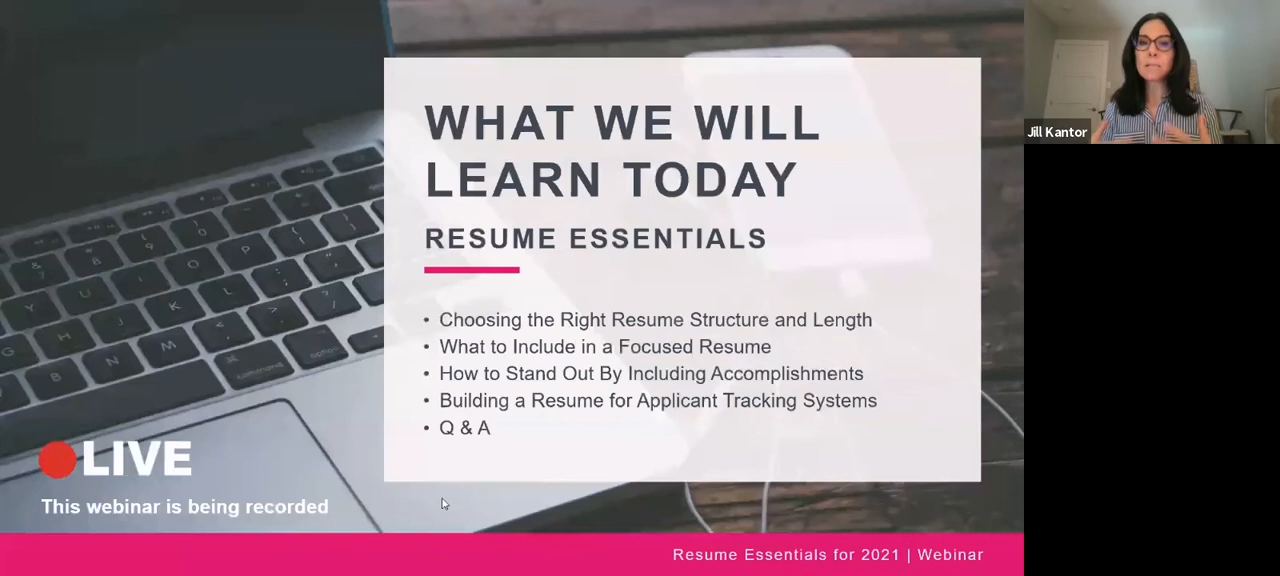 WHAT WE WILL
LEARN TODAY
RESUME ESSENTIALS
• Choosing the Right Resume Structure and Length
• What to Include in a Focused Resume
• How to Stand Out By Including Accomplishments
• Building a Resume for Applicant Tracking Systems
• Q & A
LIVE
This webinar is being recorded
Resume Essentials for 2021 | Webinar
Jill Kantor
command
option